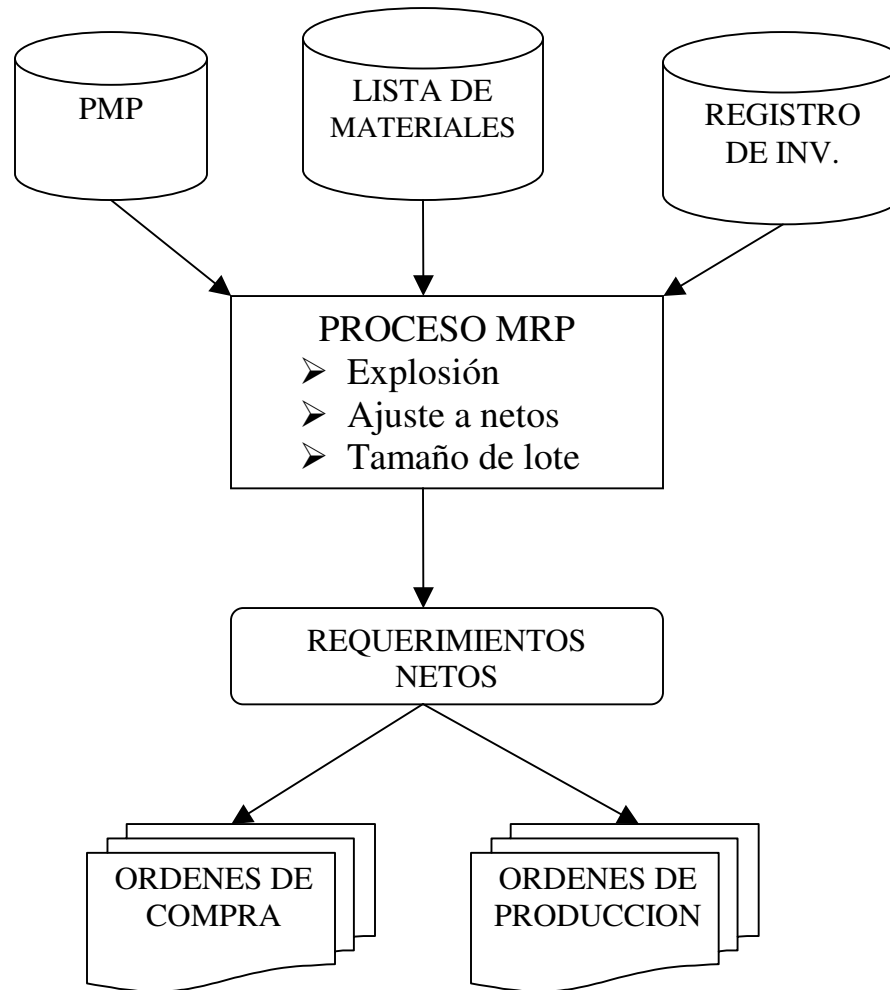 PMP
LISTA DE
MATERIALES
REGISTRO
DE INV.
PROCESO MRP
➢ Explosión
➢ Ajuste a netos
➢ Tamaño de lote
REQUERIMIENTOS
NETOS
ORDENES DE
COMPRA
ORDENES DE
PRODUCCION